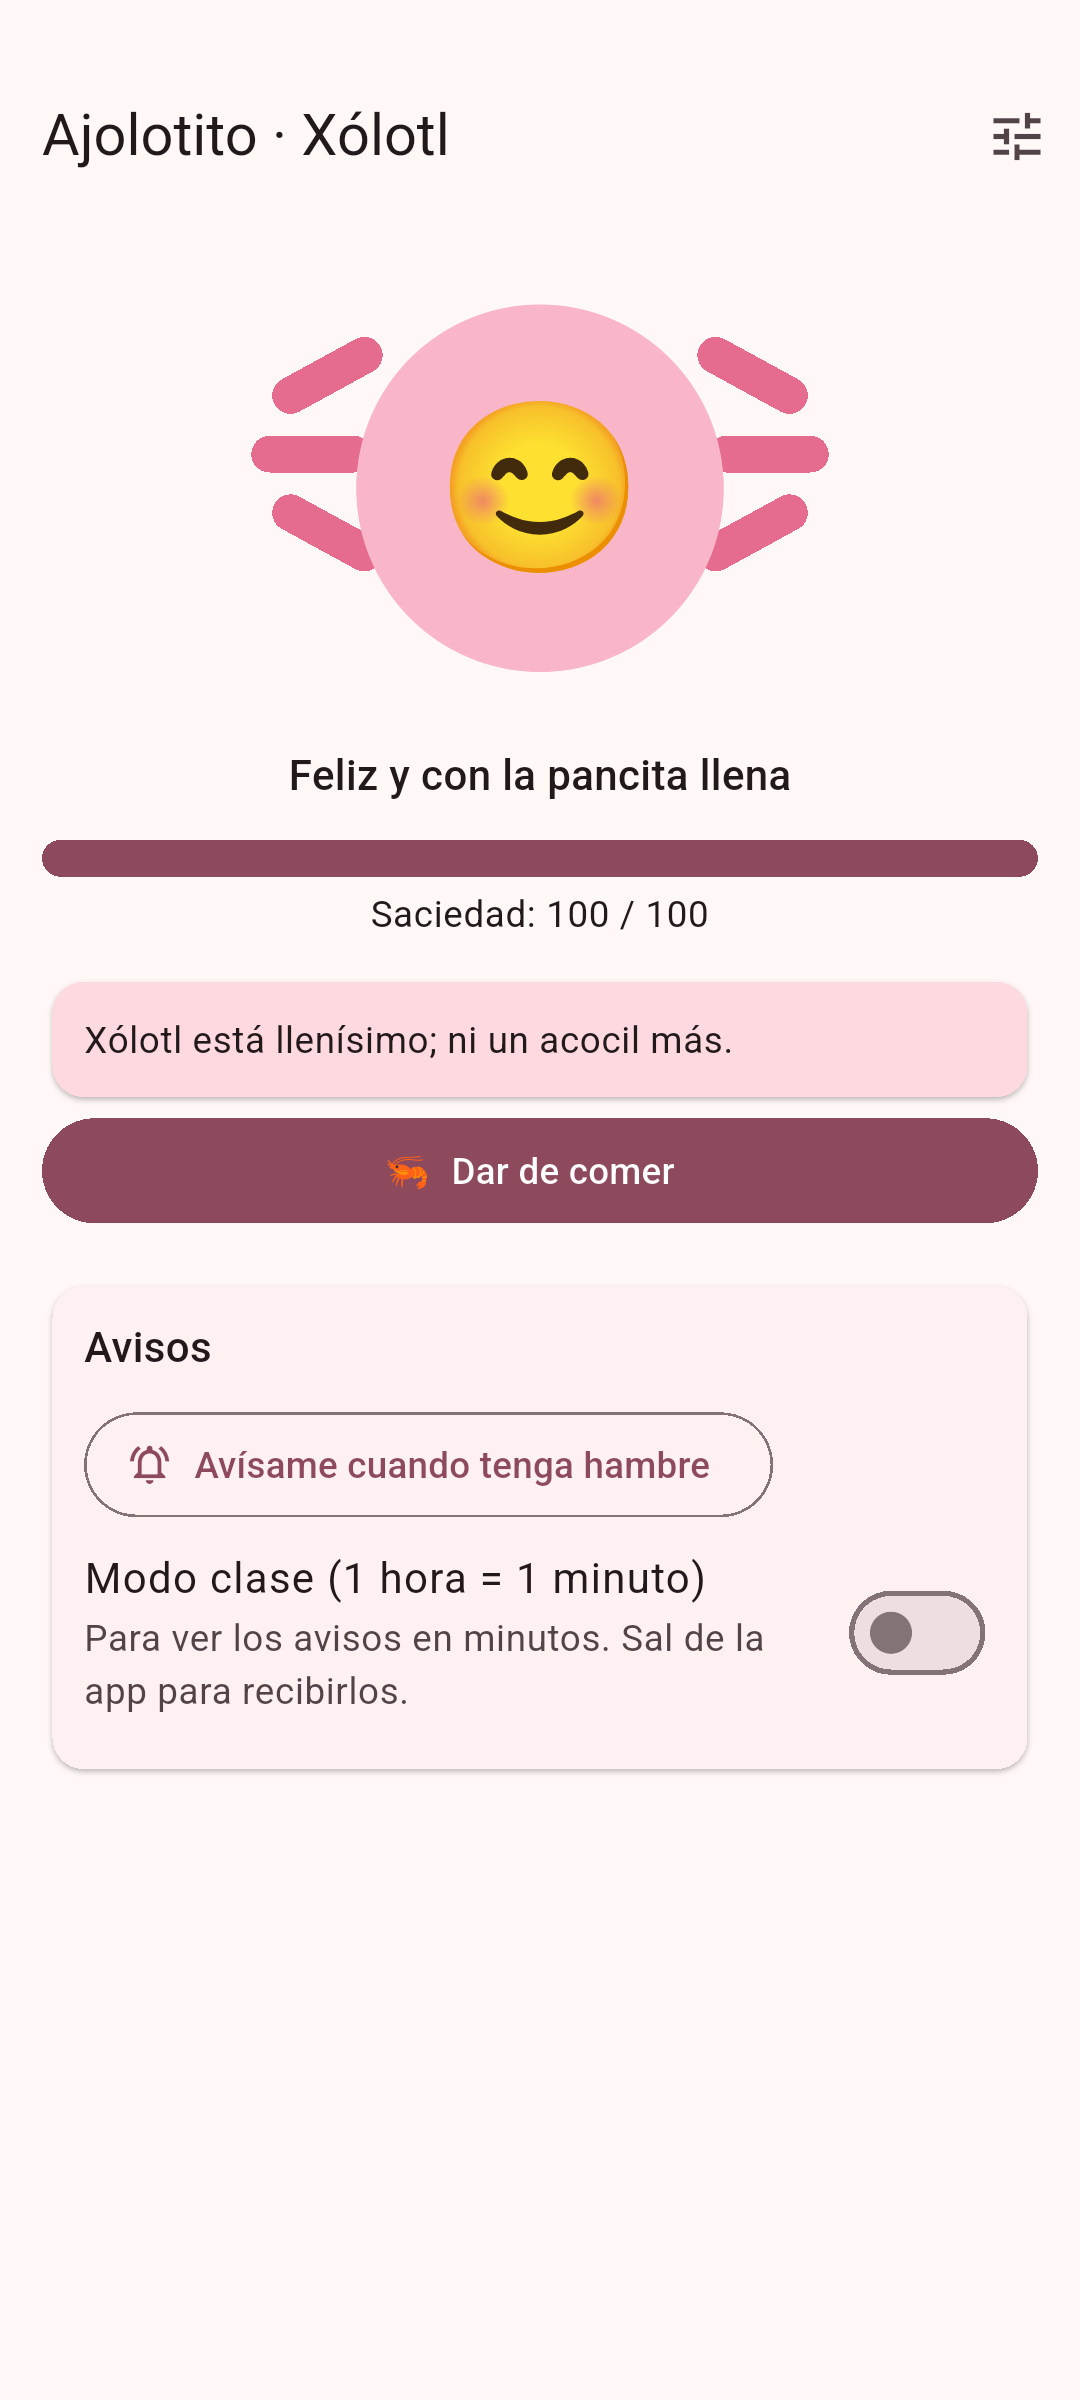 Ajolotito · Xólotl
Feliz y con la pancita llena
Saciedad: 100 / 100
Xólotl está llenísimo; ni un acocil más.
Dar de comer
Avisos
Avísame cuando tenga hambre
Modo clase (1 hora = 1 minuto)
Para ver los avisos en minutos. Sal de la
app para recibirlos.